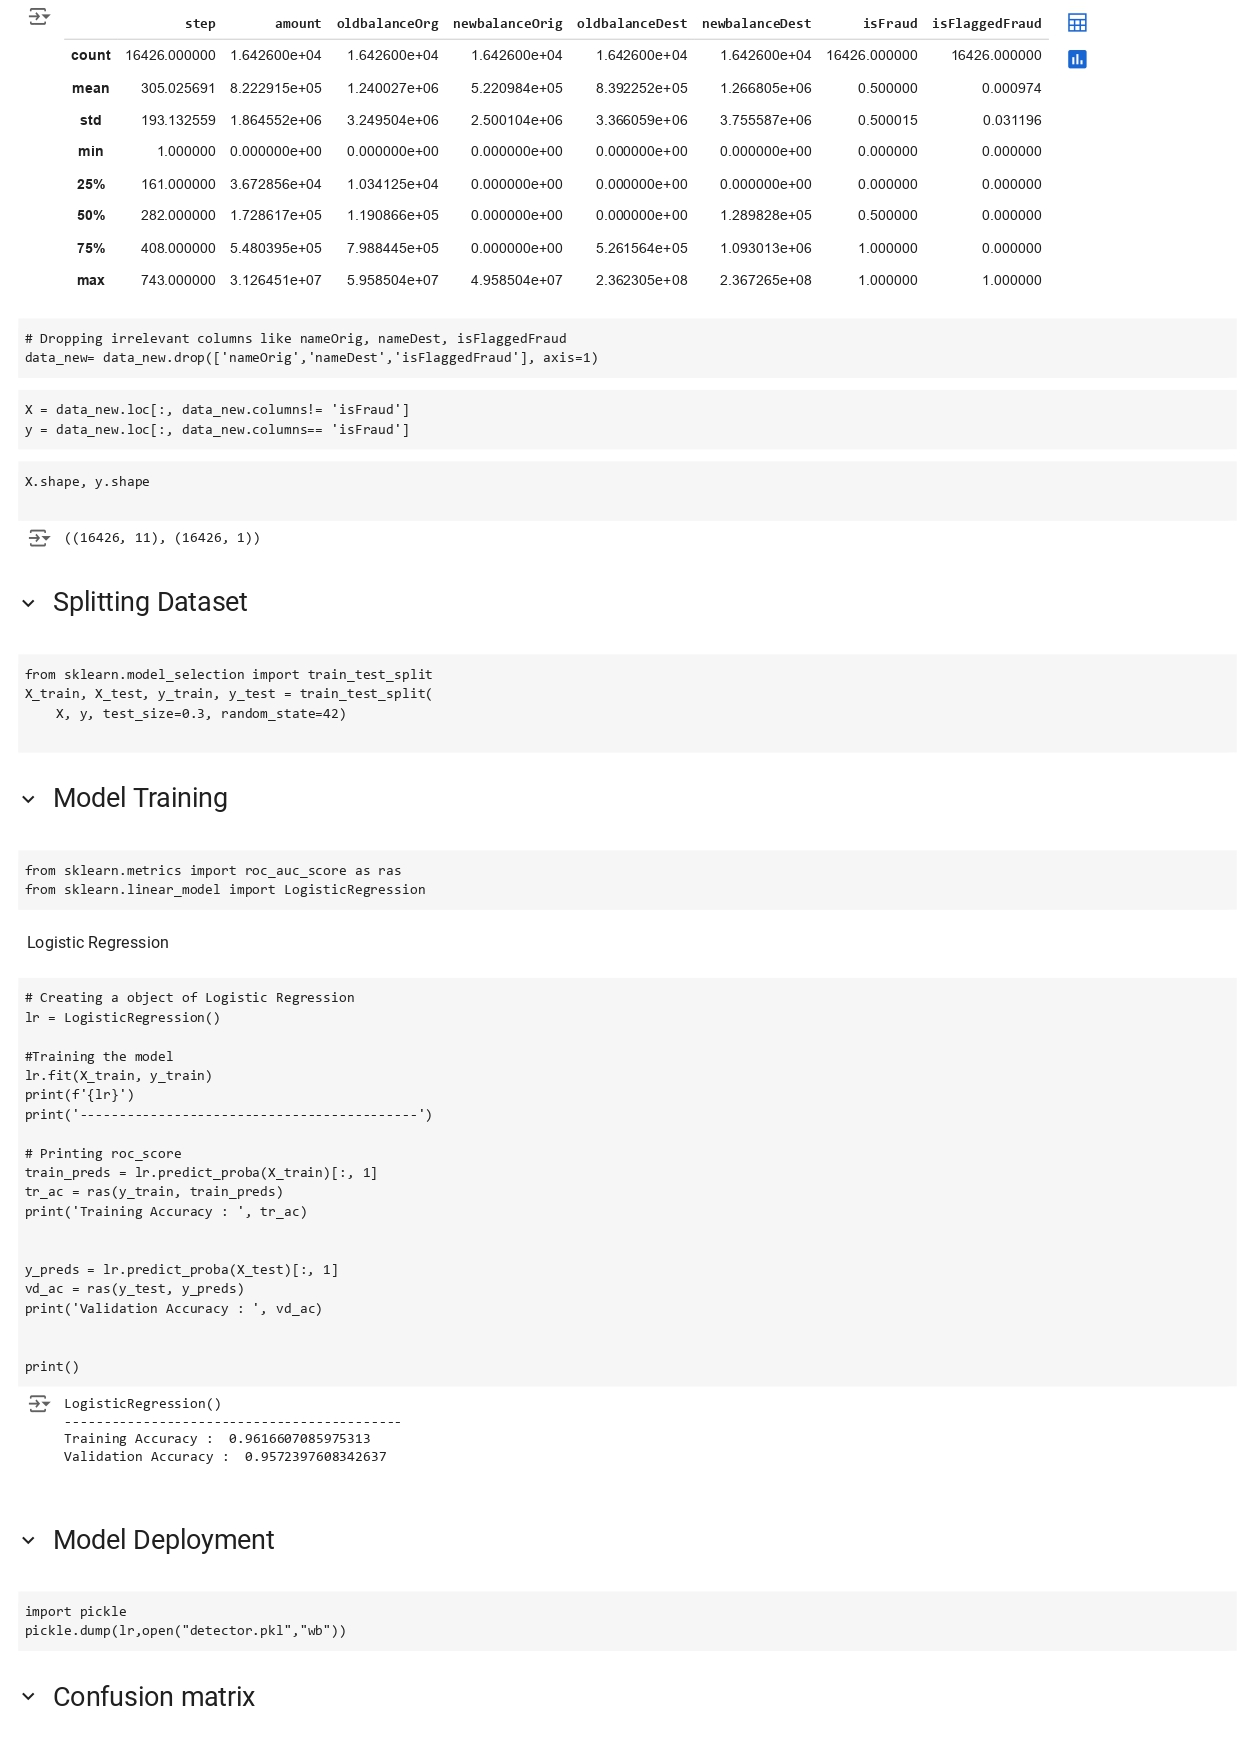 step amount oldbalanceOrg newbalanceOrig oldbalanceDest newbalanceDest isFraud isFlaggedFraud
count 16426.000000 1.642600e+04 1.642600e+04 1.642600e+04 1.642600e+04 1.642600e+04 16426.000000 16426.000000
mean 305.025691 8.222915e+05 1.240027e+06 5.220984e+05 8.392252e+05 1.266805e+06 0.500000 0.000974
std 193.132559 1.864552e+06 3.249504e+06 2.500104e+06 3.366059e+06 3.755587e+06 0.500015 0.031196
min 1.000000 0.000000e+00 0.000000e+00 0.000000e+00 0.000000e+00 0.000000e+00 0.000000 0.000000
25% 161.000000 3.672856e+04 1.034125e+04 0.000000e+00 0.000000e+00 0.000000e+00 0.000000 0.000000
50% 282.000000 1.728617e+05 1.190866e+05 0.000000e+00 0.000000e+00 1.289828e+05 0.500000 0.000000
75% 408.000000 5.480395e+05 7.988445e+05 0.000000e+00 5.261564e+05 1.093013e+06 1.000000 0.000000
max 743.000000 3.126451e+07 5.958504e+07 4.958504e+07 2.362305e+08 2.367265e+08 1.000000 1.000000
# Dropping irrelevant columns like nameOrig, nameDest, isFlaggedFraud
data_new= data_new.drop(['nameOrig','nameDest','isFlaggedFraud'], axis=1)
X = data_new.loc[:, data_new.columns!= 'isFraud']
y = data_new.loc[:, data_new.columns== 'isFraud']
X.shape, y.shape
((16426, 11), (16426, 1))
Splitting Dataset
from sklearn.model_selection import train_test_split
X_train, X_test, y_train, y_test = train_test_split(
    X, y, test_size=0.3, random_state=42)
Model Training
from sklearn.metrics import roc_auc_score as ras
from sklearn.linear_model import LogisticRegression
Logistic Regression
# Creating a object of Logistic Regression
lr = LogisticRegression()
#Training the model
lr.fit(X_train, y_train)
print(f'{lr}')
print('-------------------------------------------')
# Printing roc_score
train_preds = lr.predict_proba(X_train)[:, 1]
tr_ac = ras(y_train, train_preds)
print('Training Accuracy : ', tr_ac)
y_preds = lr.predict_proba(X_test)[:, 1]
vd_ac = ras(y_test, y_preds)
print('Validation Accuracy : ', vd_ac)
print()
LogisticRegression()
-------------------------------------------
Training Accuracy :  0.9616607085975313
Validation Accuracy :  0.9572397608342637
Model Deployment
import pickle
pickle.dump(lr,open("detector.pkl","wb"))
Confusion matrix